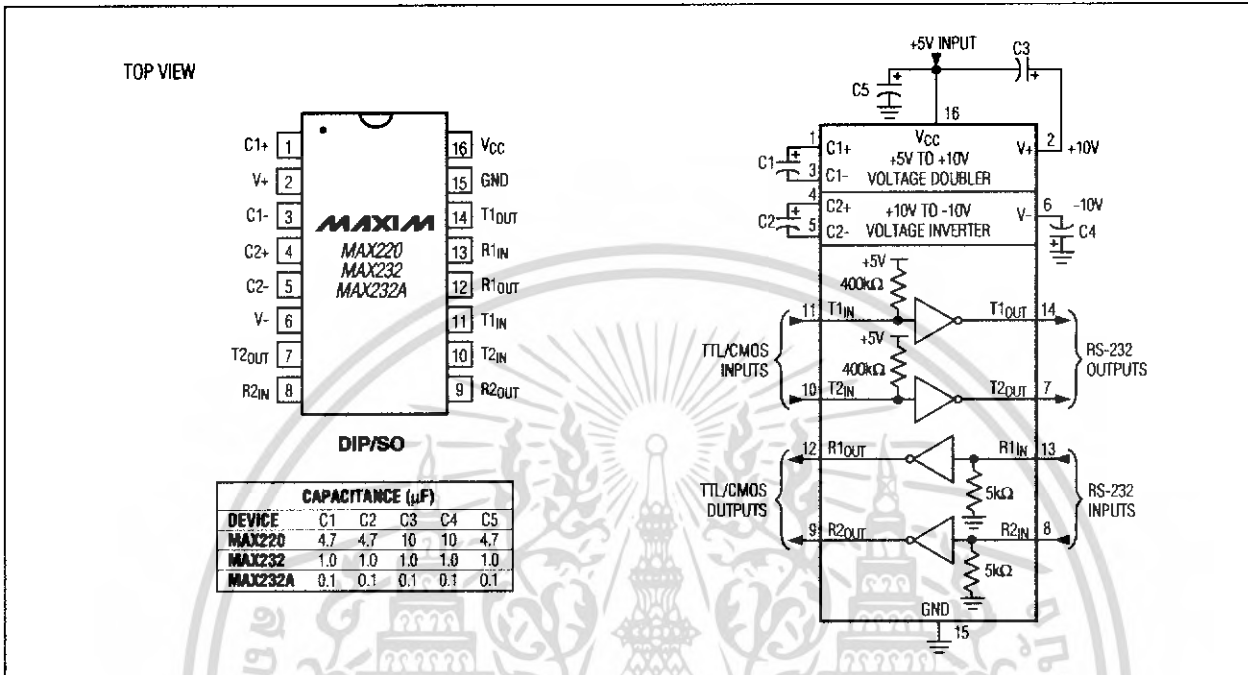 TOP VIEW
C1+ 1
V+ 2
C1- 3
C2+ 4
C2- 5
V- 6
T2OUT 7
R2IN 8
16 VCC
15 GND
14 T1OUT
13 R1IN
12 R1OUT
11 T1IN
10 T2IN
9 R2OUT
MAXIM
MAX220
MAX232
MAX232A
DIP/SO
CAPACITANCE (µF)
DEVICE C1 C2 C3 C4 C5
MAX220 4.7 4.7 10 10 4.7
MAX232 1.0 1.0 1.0 1.0 1.0
MAX232A 0.1 0.1 0.1 0.1 0.1
+5V INPUT
C3
+
C5
+
16
VCC
1
C1+
C1
+
3
C1-
+5V TO +10V
VOLTAGE DOUBLER
V+
2
+10V
4
C2+
C2
+
5
C2-
+10V TO -10V
VOLTAGE INVERTER
V-
6
-10V
C4
+
+5V
400kΩ
11 T1IN
T1OUT 14
+5V
400kΩ
10 T2IN
T2OUT 7
TTL/CMOS
INPUTS
RS-232
OUTPUTS
12 R1OUT
R1IN 13
5kΩ
9 R2OUT
R2IN 8
5kΩ
TTL/CMOS
OUTPUTS
RS-232
INPUTS
GND
15